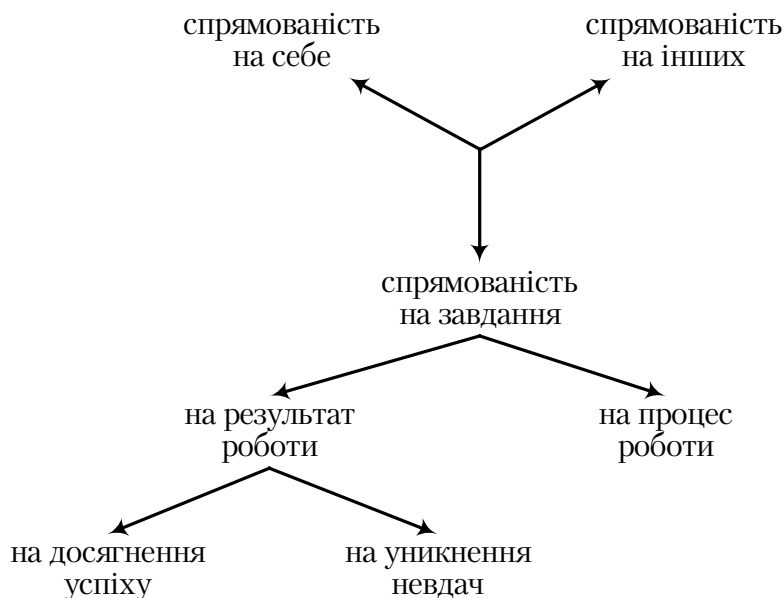 спрямованість
на себе
спрямованість
на інших
спрямованість
на завдання
на результат
роботи
на процес
роботи
на досягнення
успіху
на уникнення
невдач